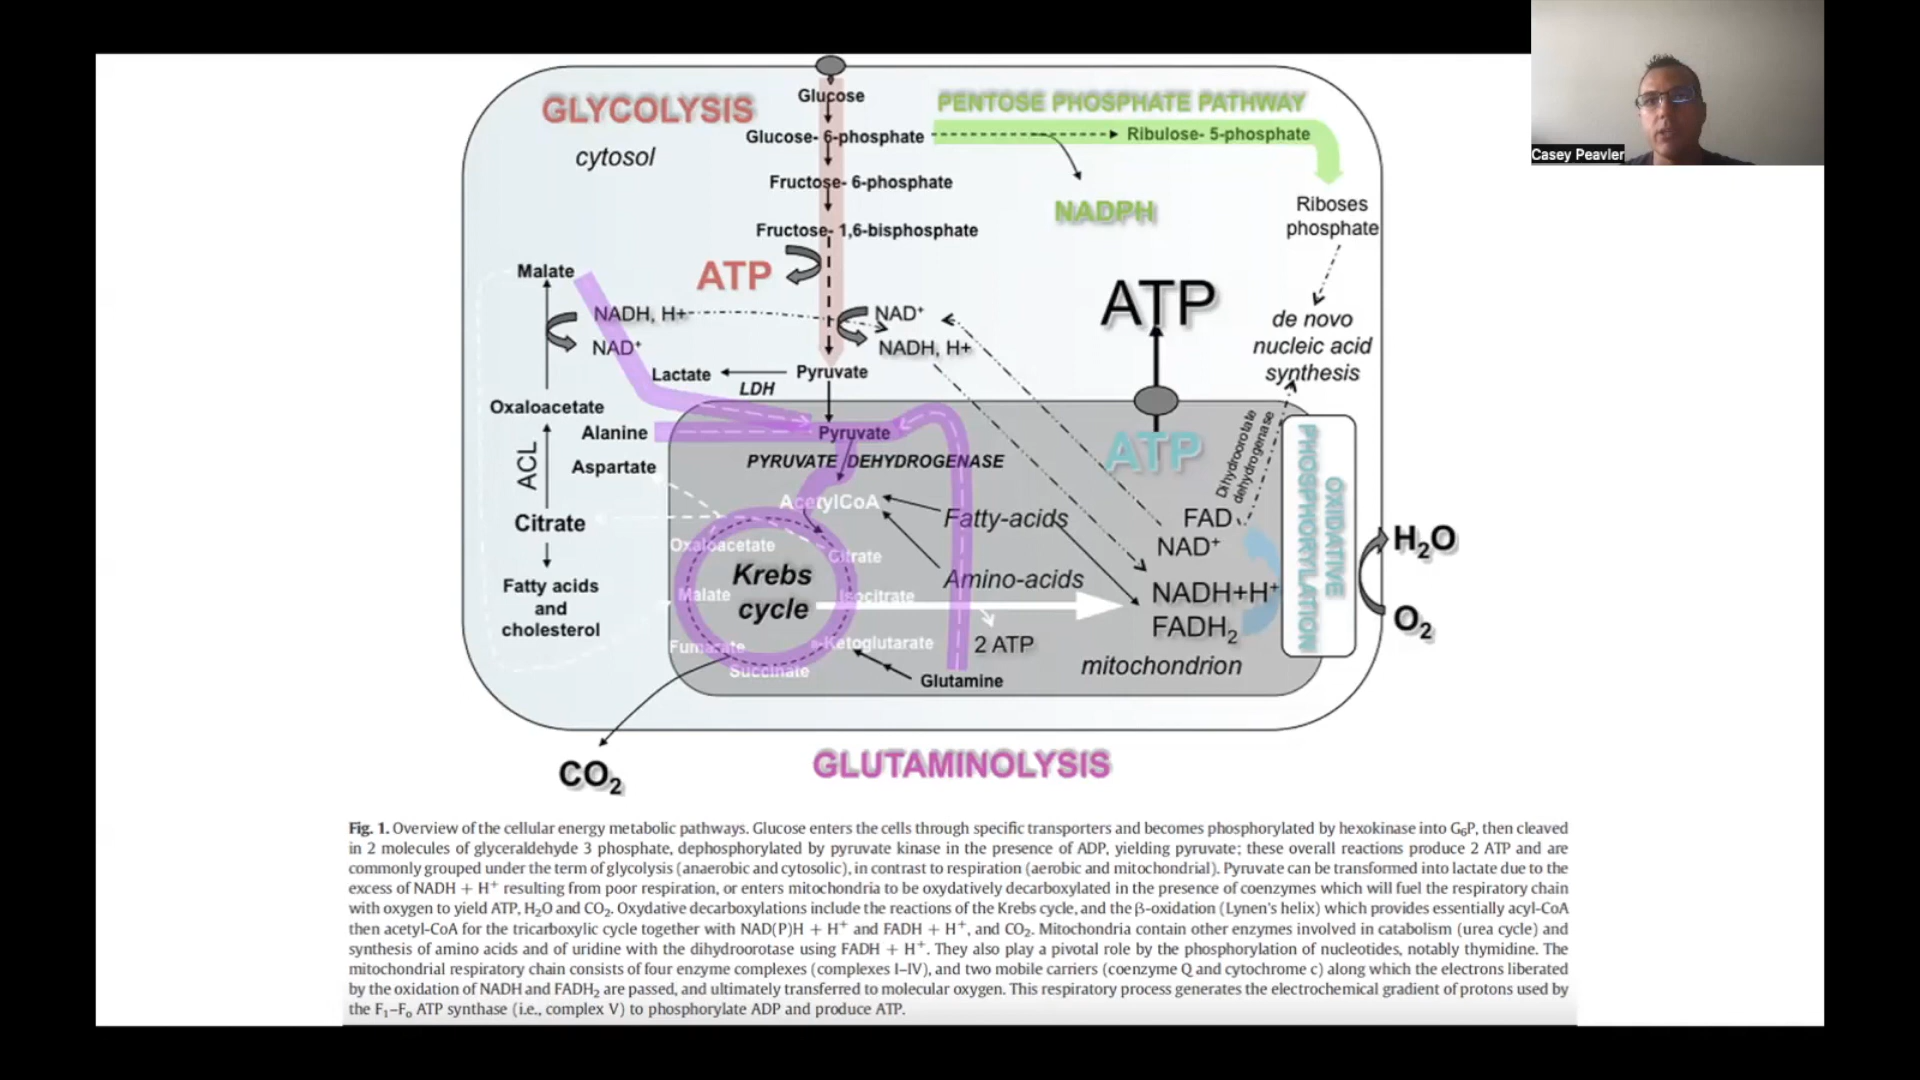 Casey Peavler
GLYCOLYSIS
cytosol
Glucose
PENTOSE PHOSPHATE PATHWAY
Glucose- 6-phosphate
Ribulose- 5-phosphate
Fructose- 6-phosphate
NADPH
Riboses
phosphate
Fructose- 1,6-bisphosphate
ATP
Malate
NADH, H+
NAD⁺
NAD⁺
NADH, H+
ATP
de novo
nucleic acid
synthesis
Lactate
LDH
Pyruvate
Oxaloacetate
Alanine
Pyruvate
ACL
Aspartate
PYRUVATE DEHYDROGENASE
ATP
Dihydroorotate
dehydrogenase
OXIDATIVE
PHOSPHORYLATION
AcetylCoA
Citrate
Fatty-acids
FAD
NAD⁺
H₂O
Oxaloacetate
Citrate
Krebs
cycle
Amino-acids
Fatty acids
and
cholesterol
Malate
Isocitrate
NADH+H⁺
FADH₂
O₂
Fumarate
α-Ketoglutarate
2 ATP
mitochondrion
Succinate
Glutamine
CO₂
GLUTAMINOLYSIS
Fig. 1. Overview of the cellular energy metabolic pathways. Glucose enters the cells through specific transporters and becomes phosphorylated by hexokinase into G₆P, then cleaved
in 2 molecules of glyceraldehyde 3 phosphate, dephosphorylated by pyruvate kinase in the presence of ADP, yielding pyruvate; these overall reactions produce 2 ATP and are
commonly grouped under the term of glycolysis (anaerobic and cytosolic), in contrast to respiration (aerobic and mitochondrial). Pyruvate can be transformed into lactate due to the
excess of NADH + H⁺ resulting from poor respiration, or enters mitochondria to be oxydatively decarboxylated in the presence of coenzymes which will fuel the respiratory chain
with oxygen to yield ATP, H₂O and CO₂. Oxydative decarboxylations include the reactions of the Krebs cycle, and the β-oxidation (Lynen's helix) which provides essentially acyl-CoA
then acetyl-CoA for the tricarboxylic cycle together with NAD(P)H + H⁺ and FADH + H⁺, and CO₂. Mitochondria contain other enzymes involved in catabolism (urea cycle) and
synthesis of amino acids and of uridine with the dihydroorotase using FADH + H⁺. They also play a pivotal role by the phosphorylation of nucleotides, notably thymidine. The
mitochondrial respiratory chain consists of four enzyme complexes (complexes I–IV), and two mobile carriers (coenzyme Q and cytochrome c) along which the electrons liberated
by the oxidation of NADH and FADH₂ are passed, and ultimately transferred to molecular oxygen. This respiratory process generates the electrochemical gradient of protons used by
the F₁–F₀ ATP synthase (i.e., complex V) to phosphorylate ADP and produce ATP.